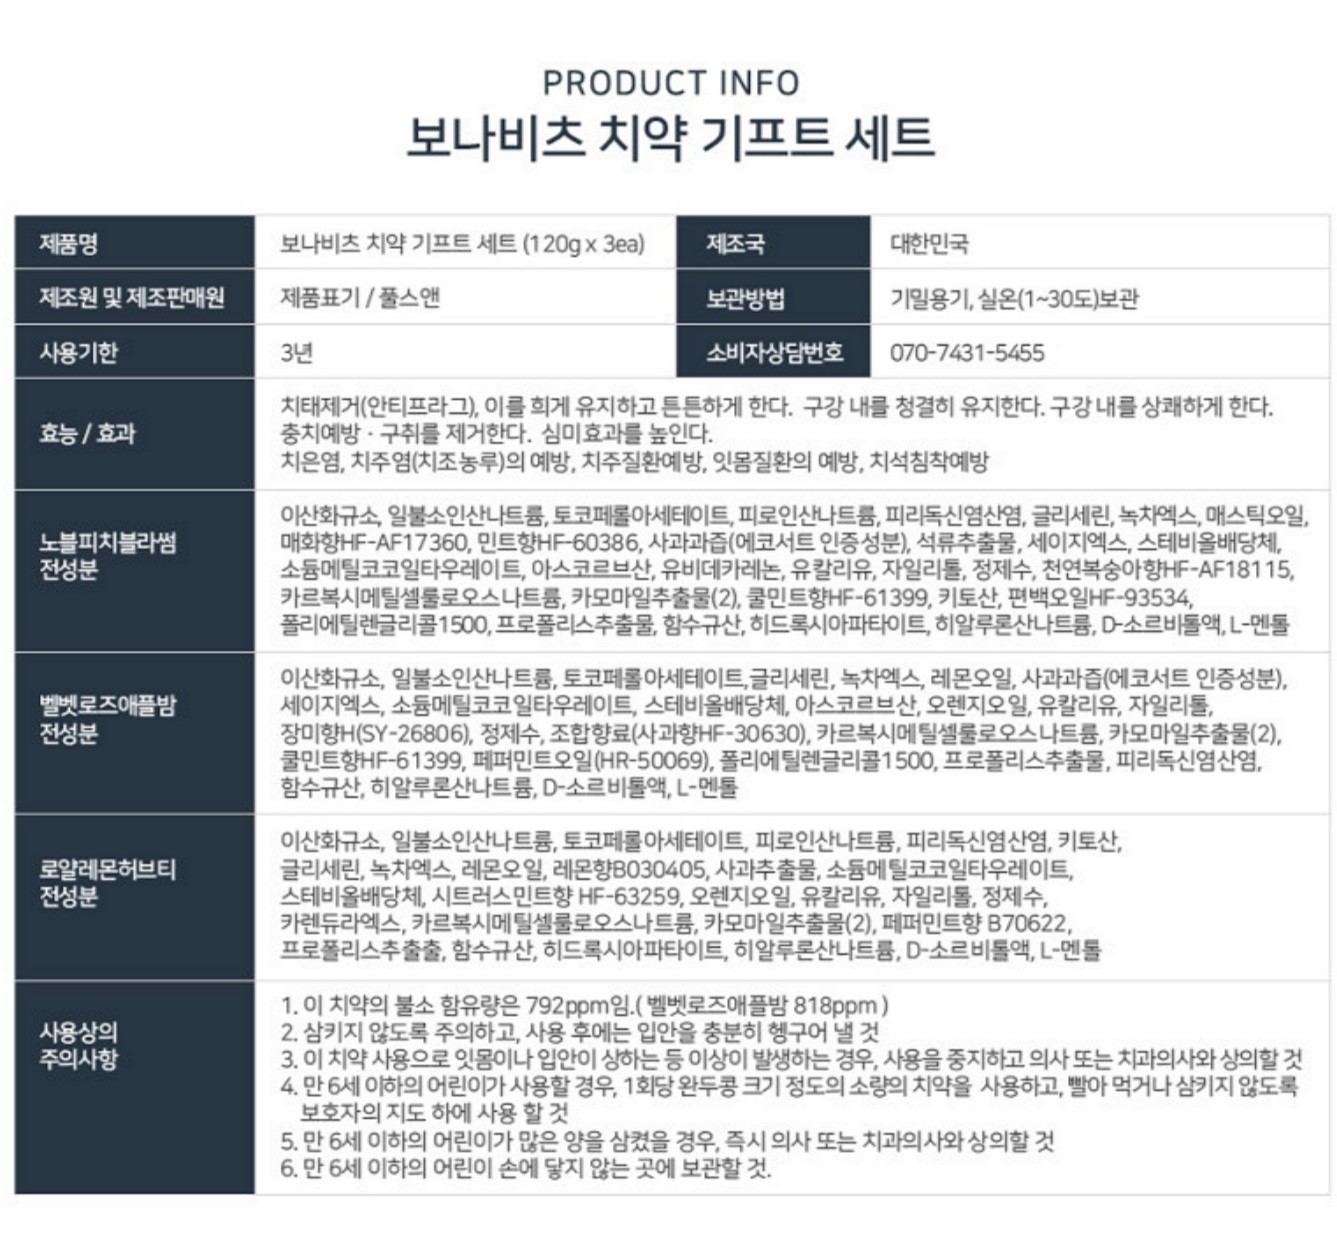 PRODUCT INFO
보나비츠 치약 기프트 세트
제품명
보나비츠 치약 기프트 세트 (120g x 3ea)
제조국
대한민국
제조원 및 제조판매원
제품표기 / 풀스앤
보관방법
기밀용기, 실온(1~30도)보관
사용기한
3년
소비자상담번호
070-7431-5455
효능 / 효과
치태제거(안티프라그), 이를 희게 유지하고 튼튼하게 한다. 구강 내를 청결히 유지한다. 구강 내를 상쾌하게 한다.
충치예방 · 구취를 제거한다. 심미효과를 높인다.
치은염, 치주염(치조농루)의 예방, 치주질환예방, 잇몸질환의 예방, 치석침착예방
노블피치블라썸
전성분
이산화규소, 일불소인산나트륨, 토코페롤아세테이트, 피로인산나트륨, 피리독신염산염, 글리세린, 녹차엑스, 매스틱오일,
매화향HF-AF17360, 민트향HF-60386, 사과과즙(에코서트 인증성분), 석류추출물, 세이지엑스, 스테비올배당체,
소듐메틸코코일타우레이트, 아스코르브산, 유비데카레논, 유칼리유, 자일리톨, 정제수, 천연복숭아향HF-AF18115,
카르복시메틸셀룰로오스나트륨, 카모마일추출물(2), 쿨민트향HF-61399, 키토산, 편백오일HF-93534,
폴리에틸렌글리콜1500, 프로폴리스추출물, 함수규산, 히드록시아파타이트, 히알루론산나트륨, D-소르비톨액, L-멘톨
벨벳로즈애플밤
전성분
이산화규소, 일불소인산나트륨, 토코페롤아세테이트,글리세린, 녹차엑스, 레몬오일, 사과과즙(에코서트 인증성분),
세이지엑스, 소듐메틸코코일타우레이트, 스테비올배당체, 아스코르브산, 오렌지오일, 유칼리유, 자일리톨,
장미향H(SY-26806), 정제수, 조합향료(사과향HF-30630), 카르복시메틸셀룰로오스나트륨, 카모마일추출물(2),
쿨민트향HF-61399, 페퍼민트오일(HR-50069), 폴리에틸렌글리콜1500, 프로폴리스추출물, 피리독신염산염,
함수규산, 히알루론산나트륨, D-소르비톨액, L-멘톨
로얄레몬허브티
전성분
이산화규소, 일불소인산나트륨, 토코페롤아세테이트, 피로인산나트륨, 피리독신염산염, 키토산,
글리세린, 녹차엑스, 레몬오일, 레몬향B030405, 사과추출물, 소듐메틸코코일타우레이트,
스테비올배당체, 시트러스민트향 HF-63259, 오렌지오일, 유칼리유, 자일리톨, 정제수,
카렌듀라엑스, 카르복시메틸셀룰로오스나트륨, 카모마일추출물(2), 페퍼민트향 B70622,
프로폴리스추출출, 함수규산, 히드록시아파타이트, 히알루론산나트륨, D-소르비톨액, L-멘톨
사용상의
주의사항
1. 이 치약의 불소 함유량은 792ppm임.( 벨벳로즈애플밤 818ppm )
2. 삼키지 않도록 주의하고, 사용 후에는 입안을 충분히 헹구어 낼 것
3. 이 치약 사용으로 잇몸이나 입안이 상하는 등 이상이 발생하는 경우, 사용을 중지하고 의사 또는 치과의사와 상의할 것
4. 만 6세 이하의 어린이가 사용할 경우, 1회당 완두콩 크기 정도의 소량의 치약을 사용하고, 빨아 먹거나 삼키지 않도록
보호자의 지도 하에 사용 할 것
5. 만 6세 이하의 어린이가 많은 양을 삼켰을 경우, 즉시 의사 또는 치과의사와 상의할 것
6. 만 6세 이하의 어린이 손에 닿지 않는 곳에 보관할 것.